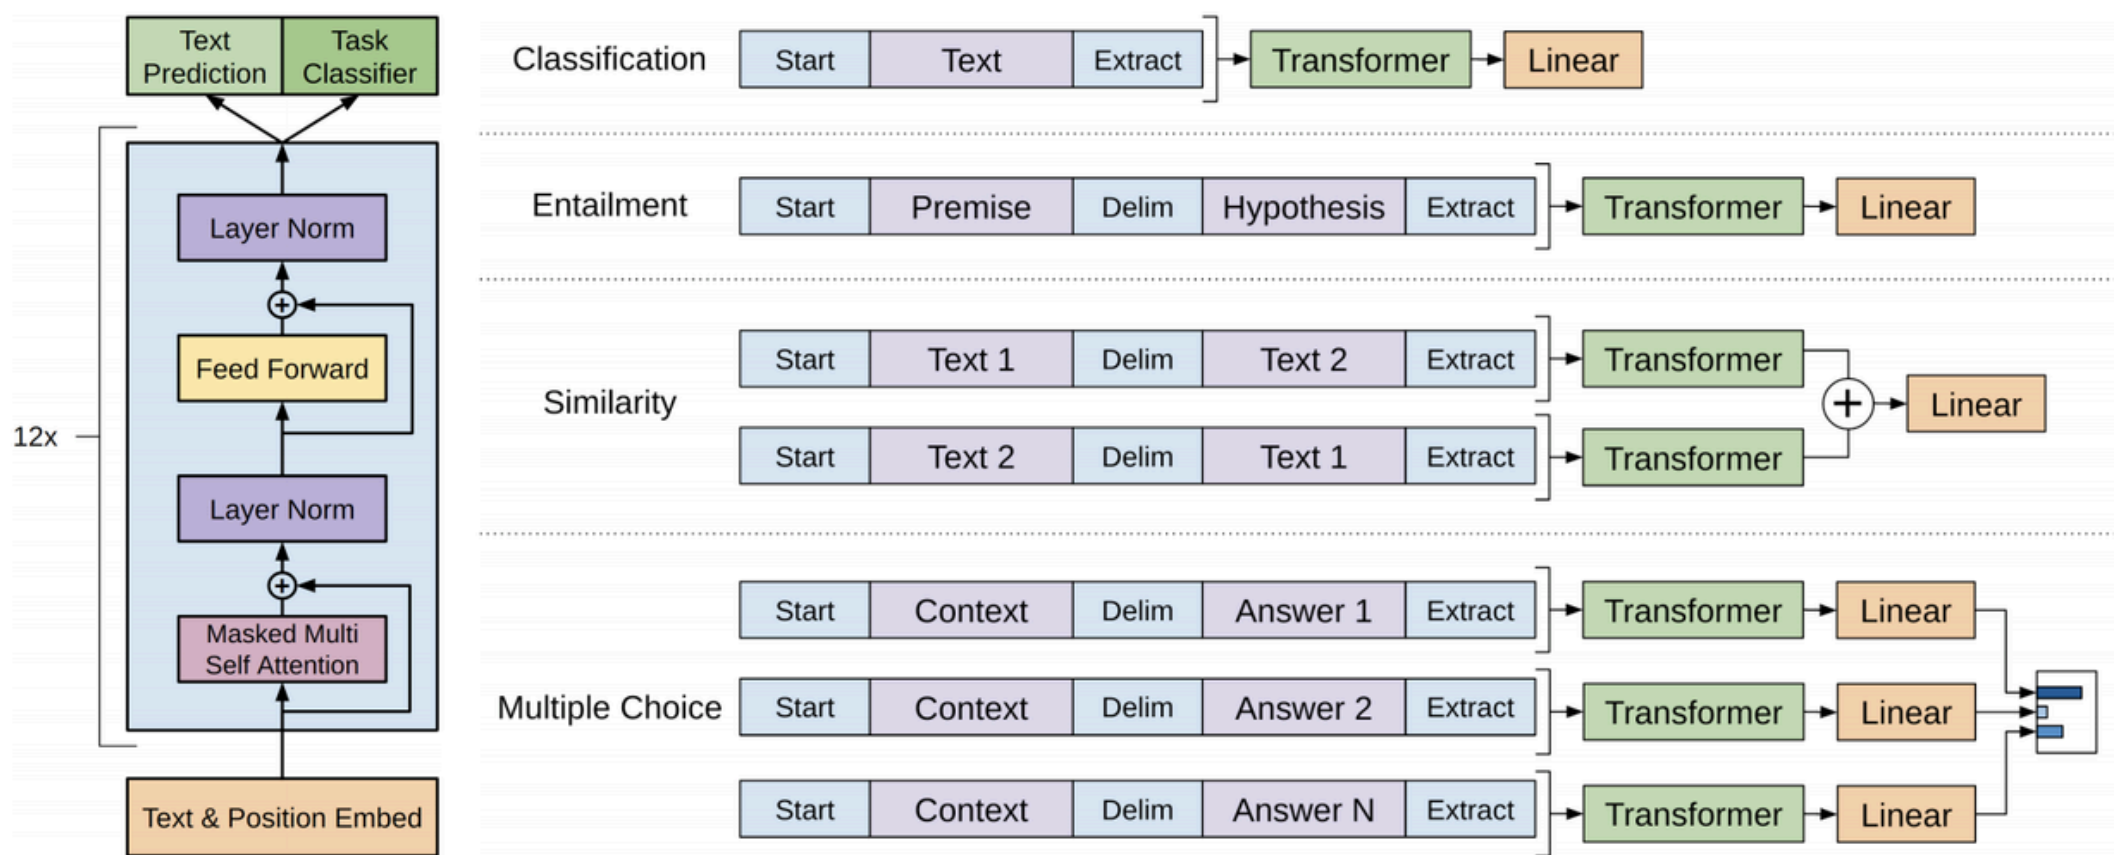 Text
Prediction
Task
Classifier
12x
Layer Norm
+
Feed Forward
Layer Norm
+
Masked Multi
Self Attention
Text & Position Embed
Classification Start Text Extract Transformer Linear
Entailment Start Premise Delim Hypothesis Extract Transformer Linear
Similarity
Start Text 1 Delim Text 2 Extract Transformer
+ Linear
Start Text 2 Delim Text 1 Extract Transformer
Start Context Delim Answer 1 Extract Transformer Linear
Multiple Choice Start Context Delim Answer 2 Extract Transformer Linear
Start Context Delim Answer N Extract Transformer Linear